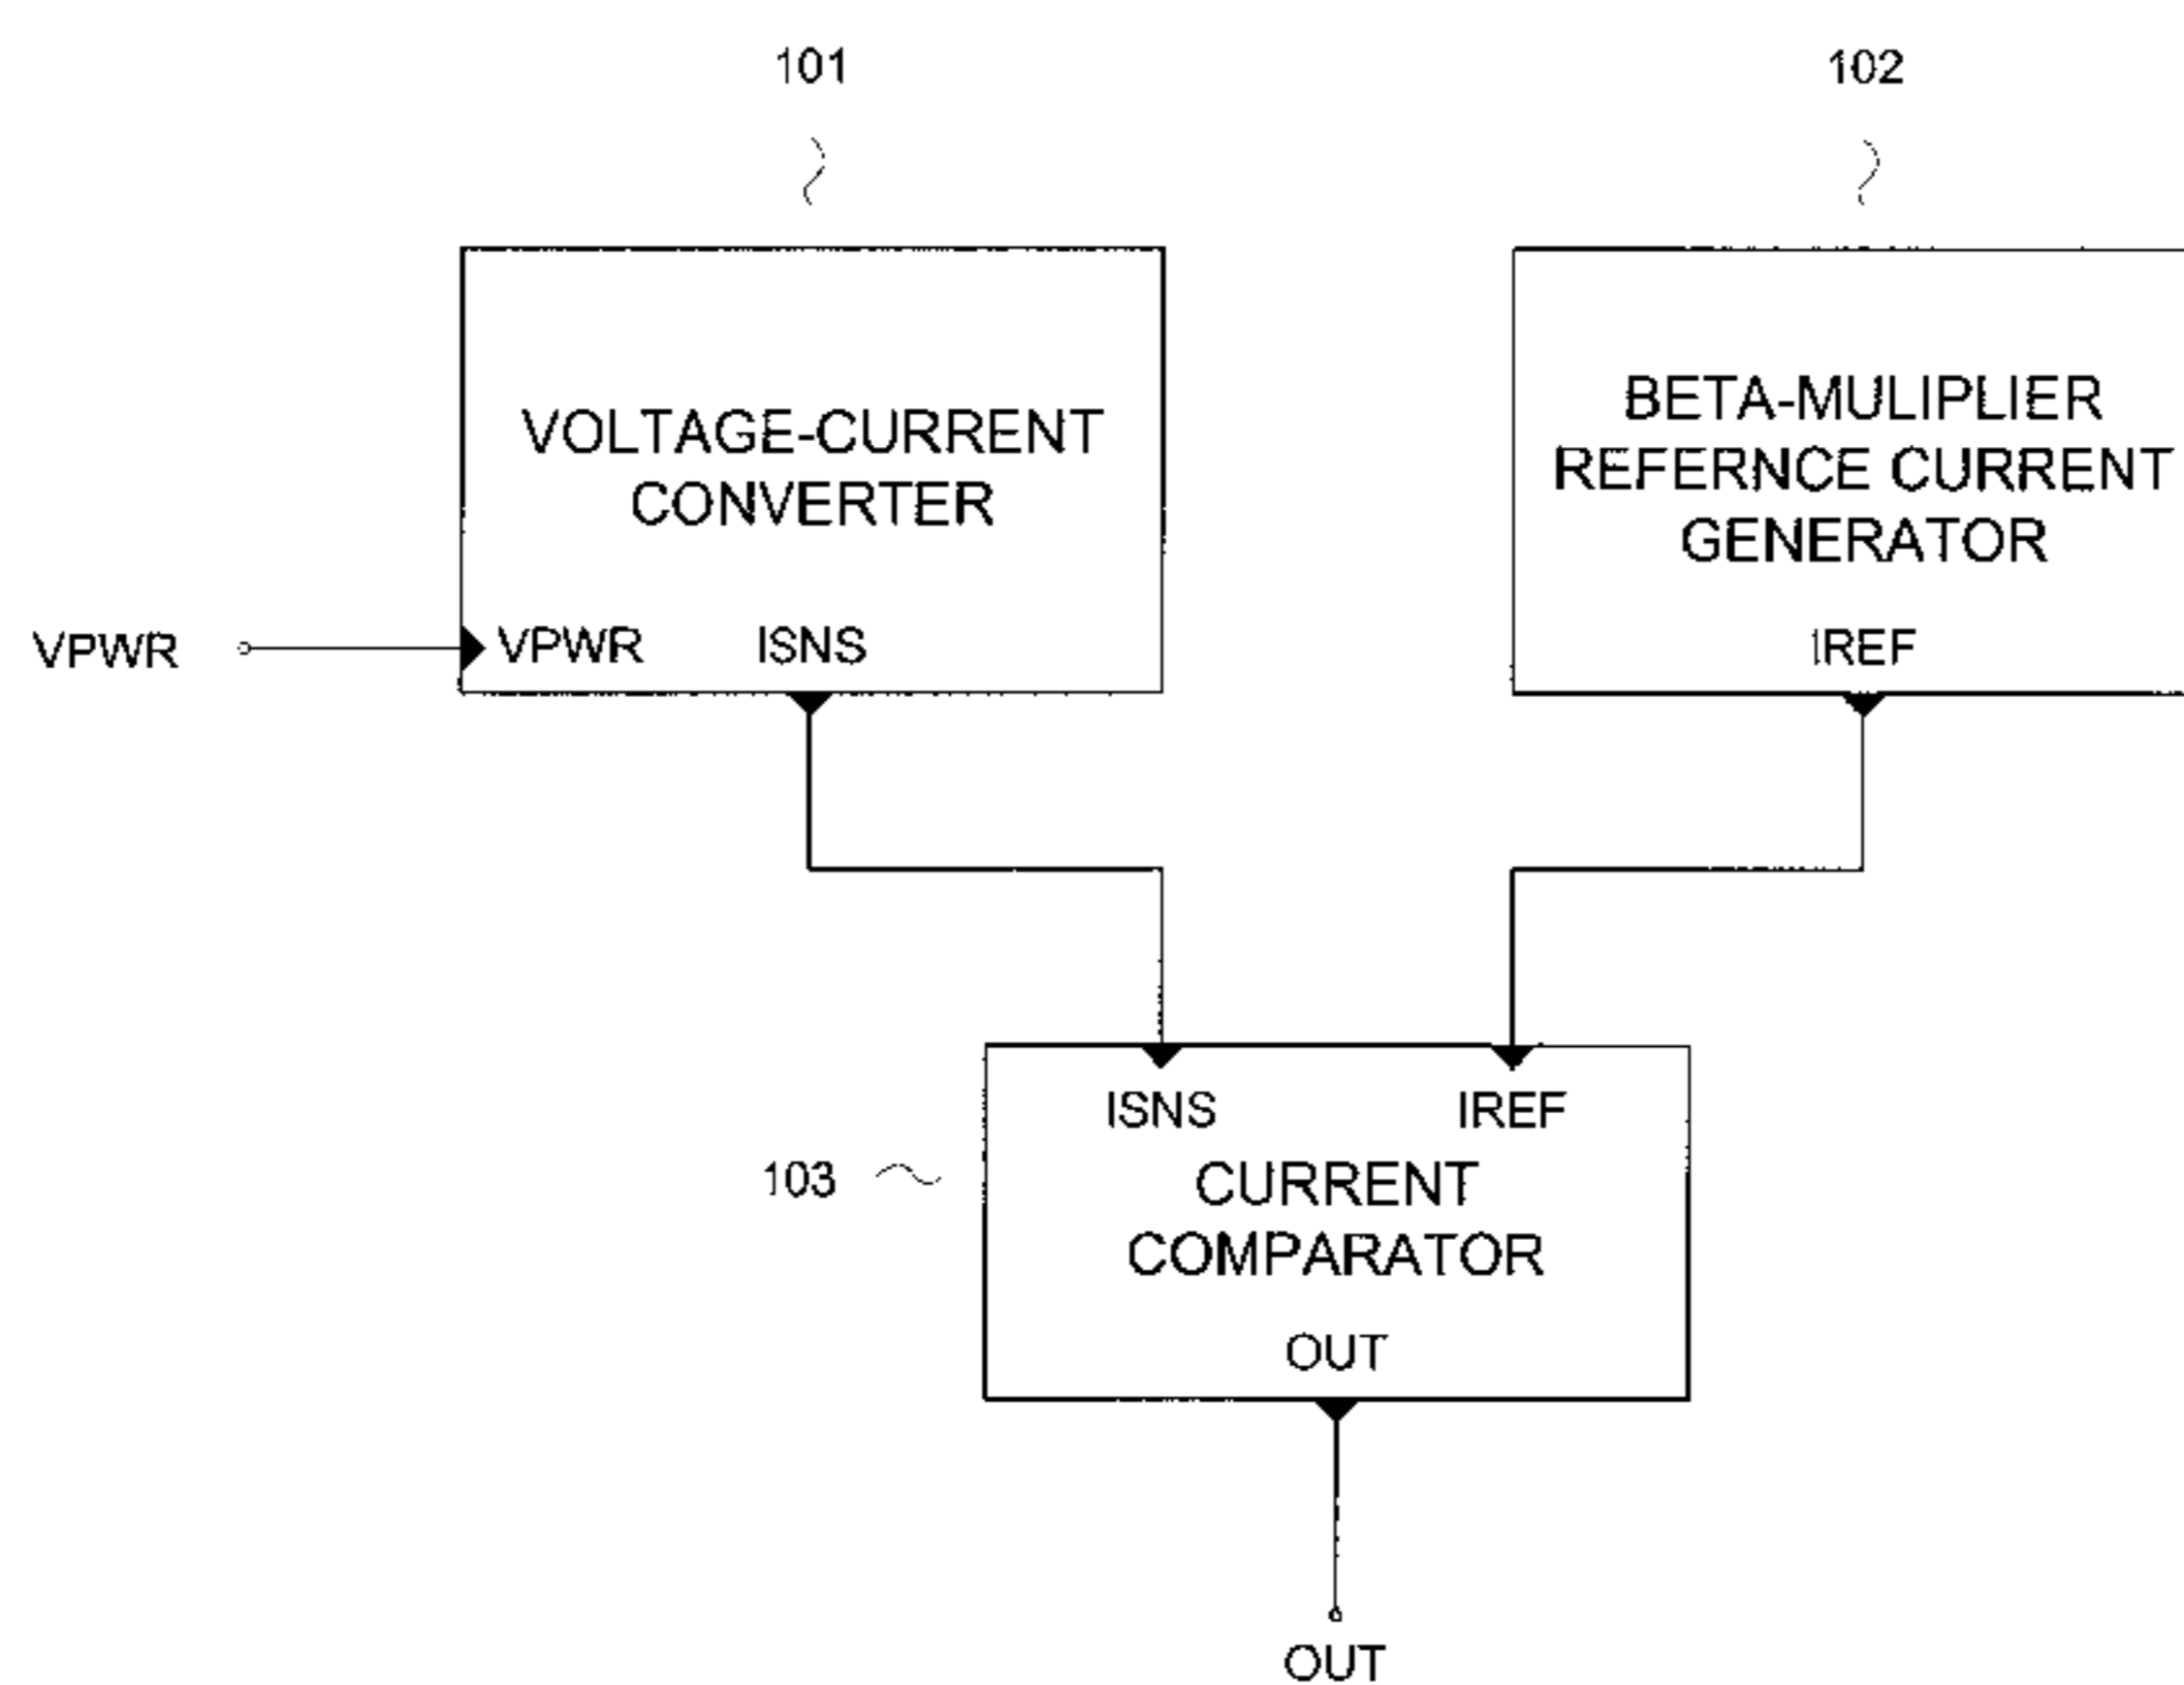 101
102
VOLTAGE-CURRENT
CONVERTER
BETA-MULIPLIER
REFERNCE CURRENT
GENERATOR
VPWR
VPWR ISNS
IREF
ISNS IREF
103
CURRENT
COMPARATOR
OUT
OUT